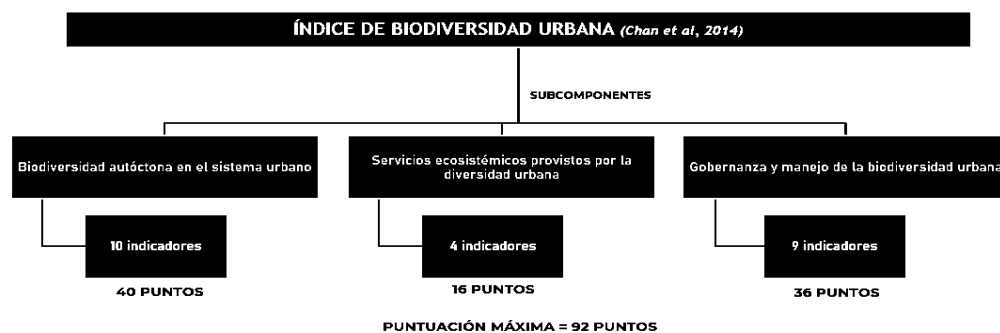 ÍNDICE DE BIODIVERSIDAD URBANA (Chan et al, 2014)
SUBCOMPONENTES
Biodiversidad autóctona en el sistema urbano
Servicios ecosistémicos provistos por la
diversidad urbana
Gobernanza y manejo de la biodiversidad urbana
10 indicadores
4 indicadores
9 indicadores
40 PUNTOS
16 PUNTOS
36 PUNTOS
PUNTUACIÓN MÁXIMA = 92 PUNTOS